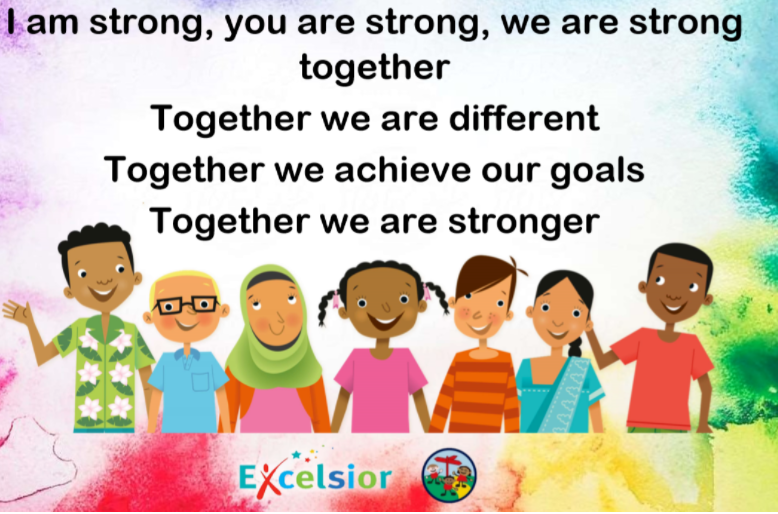 I am strong, you are strong, we are strong
together
Together we are different
Together we achieve our goals
Together we are stronger
Excelsior